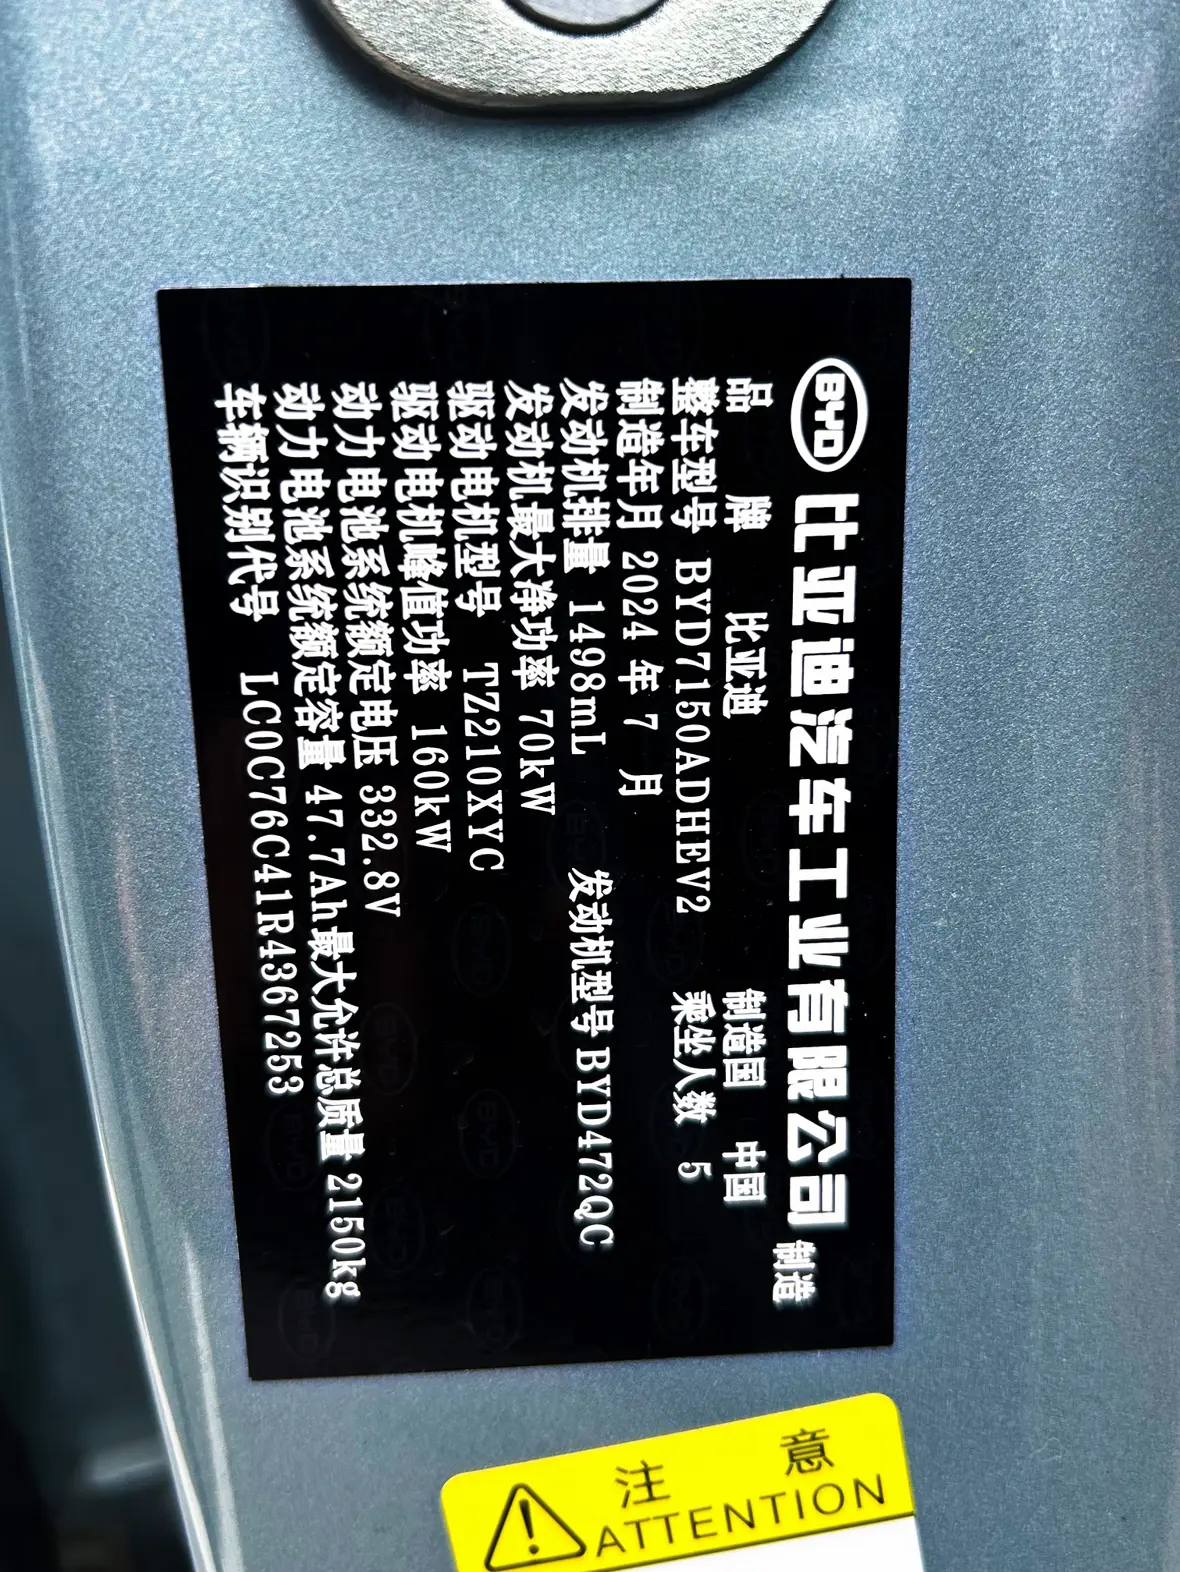 BYD 比亚迪汽车工业有限公司 制造
品 牌 比亚迪 制造国 中国
整车型号 BYD7150ADHEV2 乘坐人数 5
制造年月 2024 年 7 月
发动机排量 1498mL 发动机型号 BYD472QC
发动机最大净功率 70kW
驱动电机型号 TZ210XYC
驱动电机峰值功率 160kW
动力电池系统额定电压 332.8V
动力电池系统额定容量 47.7Ah 最大允许总质量 2150kg
车辆识别代号 LC0C76C41R4367253
注 意
ATTENTION